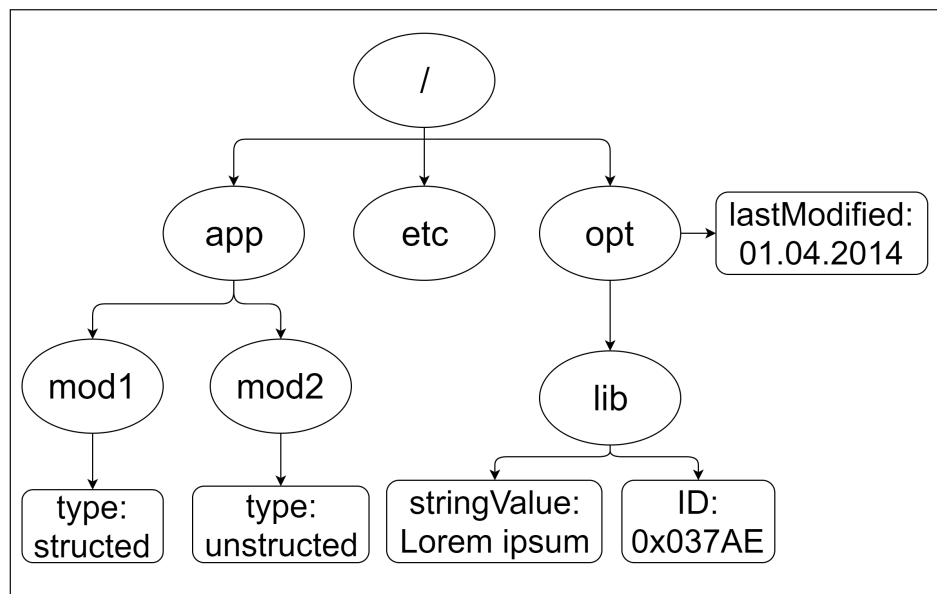 /
app
etc
opt
lastModified:
01.04.2014
mod1
mod2
lib
type:
structed
type:
unstructed
stringValue:
Lorem ipsum
ID:
0x037AE